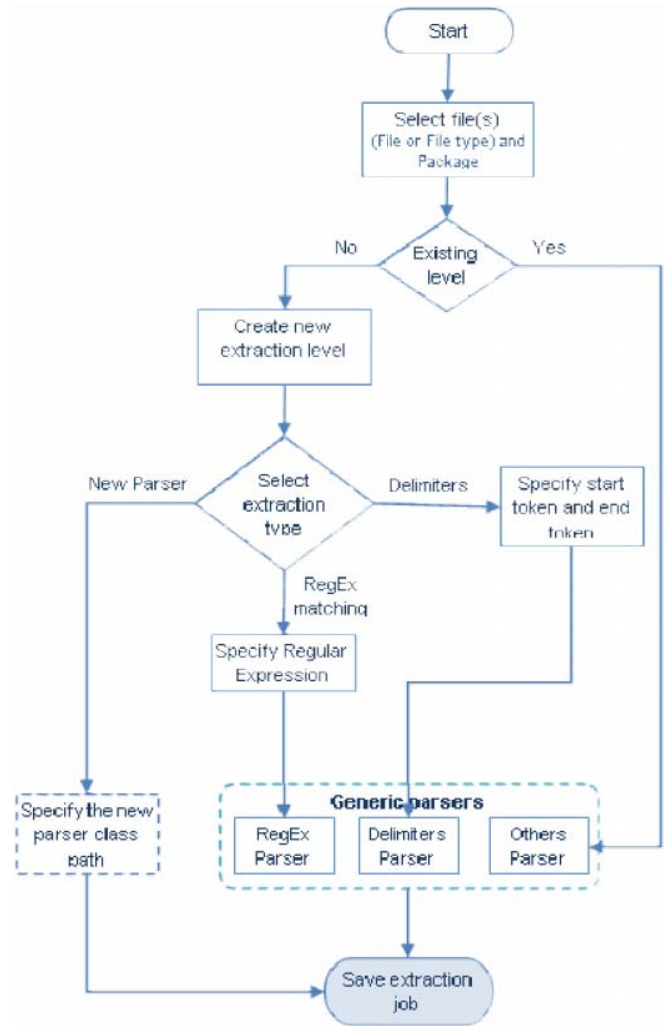 Start
Select file(s)
(File or File type) and
Package
No
Existing
level
Yes
Create new
extraction level
New Parser
Select
extraction
type
Delimiters
Specify start
token and end
token
RegEx
matching
Specify Regular
Expression
Specify the new
parser class
path
Generic parsers
RegEx
Parser
Delimiters
Parser
Others
Parser
Save extraction
job